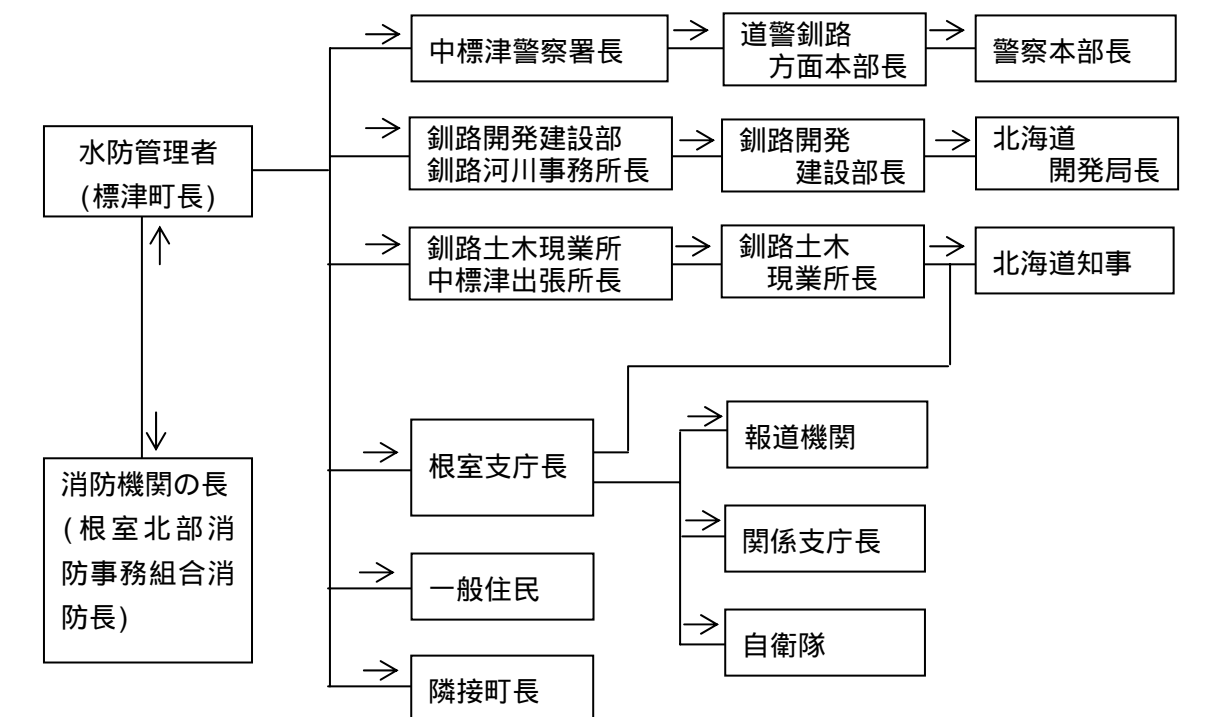 中標津警察署長
道警釧路
方面本部長
警察本部長
水防管理者
(標津町長)
釧路開発建設部
釧路河川事務所長
釧路開発
建設部長
北海道
開発局長
釧路土木現業所
中標津出張所長
釧路土木
現業所長
北海道知事
消防機関の長
(根室北部消
防事務組合消
防長)
根室支庁長
報道機関
関係支庁長
自衛隊
一般住民
隣接町長